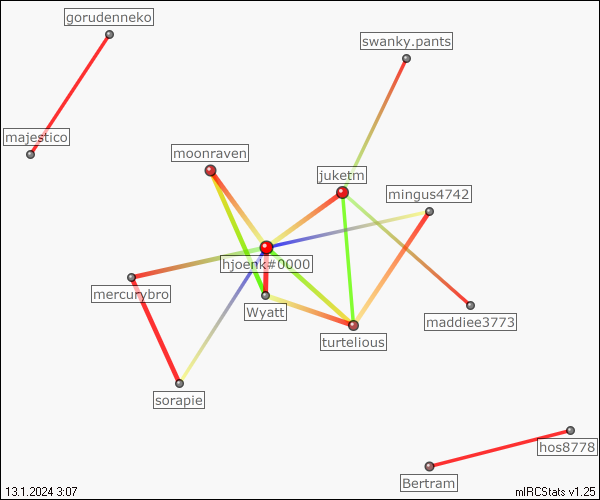 gorudenneko
swanky.pants
majestico
moonraven
juketm
mingus4742
hjoenk#0000
mercurybro
Wyatt
maddiee3773
turtelious
sorapie
hos8778
Bertram
13.1.2024 3:07
mIRCStats v1.25